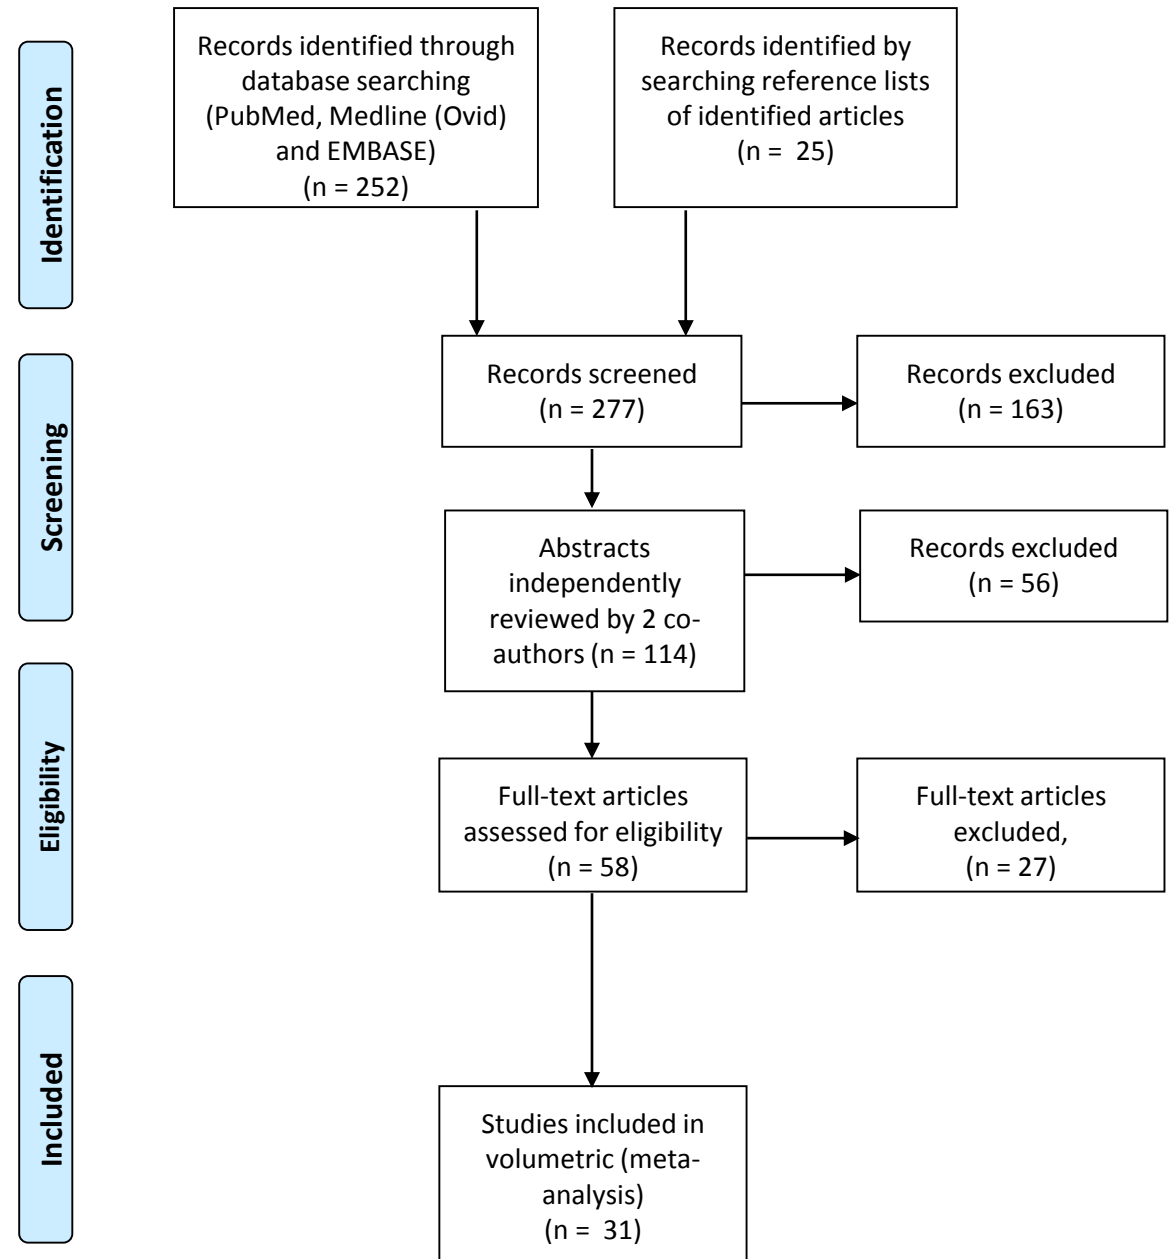 Identification
Records identified through
database searching
(PubMed, Medline (Ovid)
and EMBASE)
(n = 252)
Records identified by
searching reference lists
of identified articles
(n =  25)
Screening
Records screened
(n = 277)
Records excluded
(n = 163)
Abstracts
independently
reviewed by 2 co-
authors (n = 114)
Records excluded
(n = 56)
Eligibility
Full-text articles
assessed for eligibility
(n = 58)
Full-text articles
excluded,
(n = 27)
Included
Studies included in
volumetric (meta-
analysis)
(n =  31)